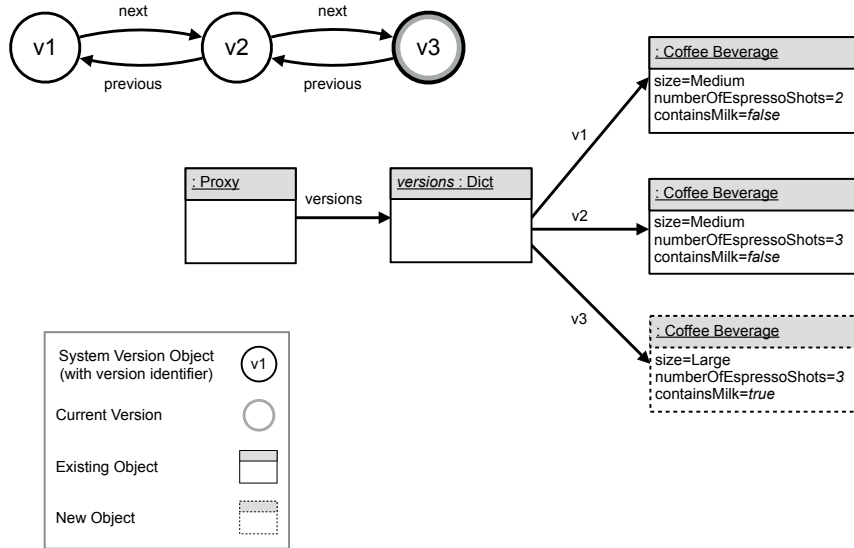 next
next
v1
v2
v3
previous
previous
: Coffee Beverage
size=Medium
numberOfEspressoShots=2
containsMilk=false
v1
: Proxy
versions
versions : Dict
v2
: Coffee Beverage
size=Medium
numberOfEspressoShots=3
containsMilk=false
v3
: Coffee Beverage
size=Large
numberOfEspressoShots=3
containsMilk=true
System Version Object
(with version identifier)
v1
Current Version
Existing Object
New Object